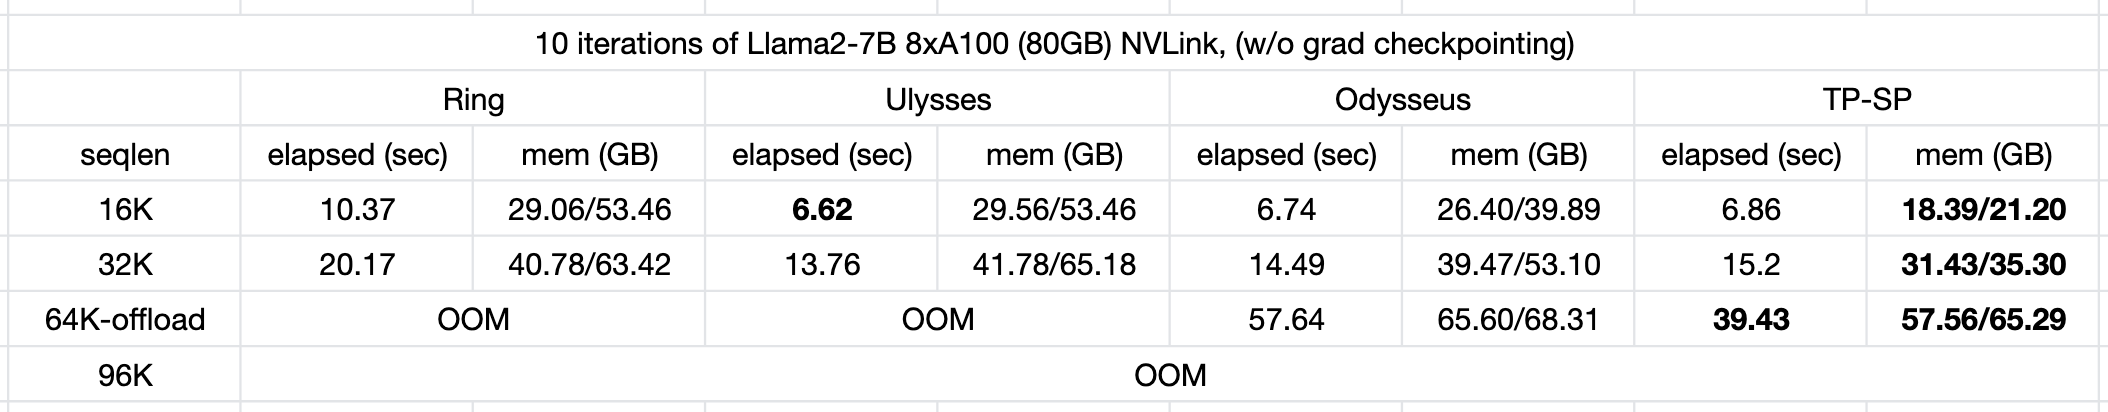 10 iterations of Llama2-7B 8xA100 (80GB) NVLink, (w/o grad checkpointing)
Ring Ulysses Odysseus TP-SP
seqlen elapsed (sec) mem (GB) elapsed (sec) mem (GB) elapsed (sec) mem (GB) elapsed (sec) mem (GB)
16K 10.37 29.06/53.46 6.62 29.56/53.46 6.74 26.40/39.89 6.86 18.39/21.20
32K 20.17 40.78/63.42 13.76 41.78/65.18 14.49 39.47/53.10 15.2 31.43/35.30
64K-offload OOM OOM 57.64 65.60/68.31 39.43 57.56/65.29
96K OOM